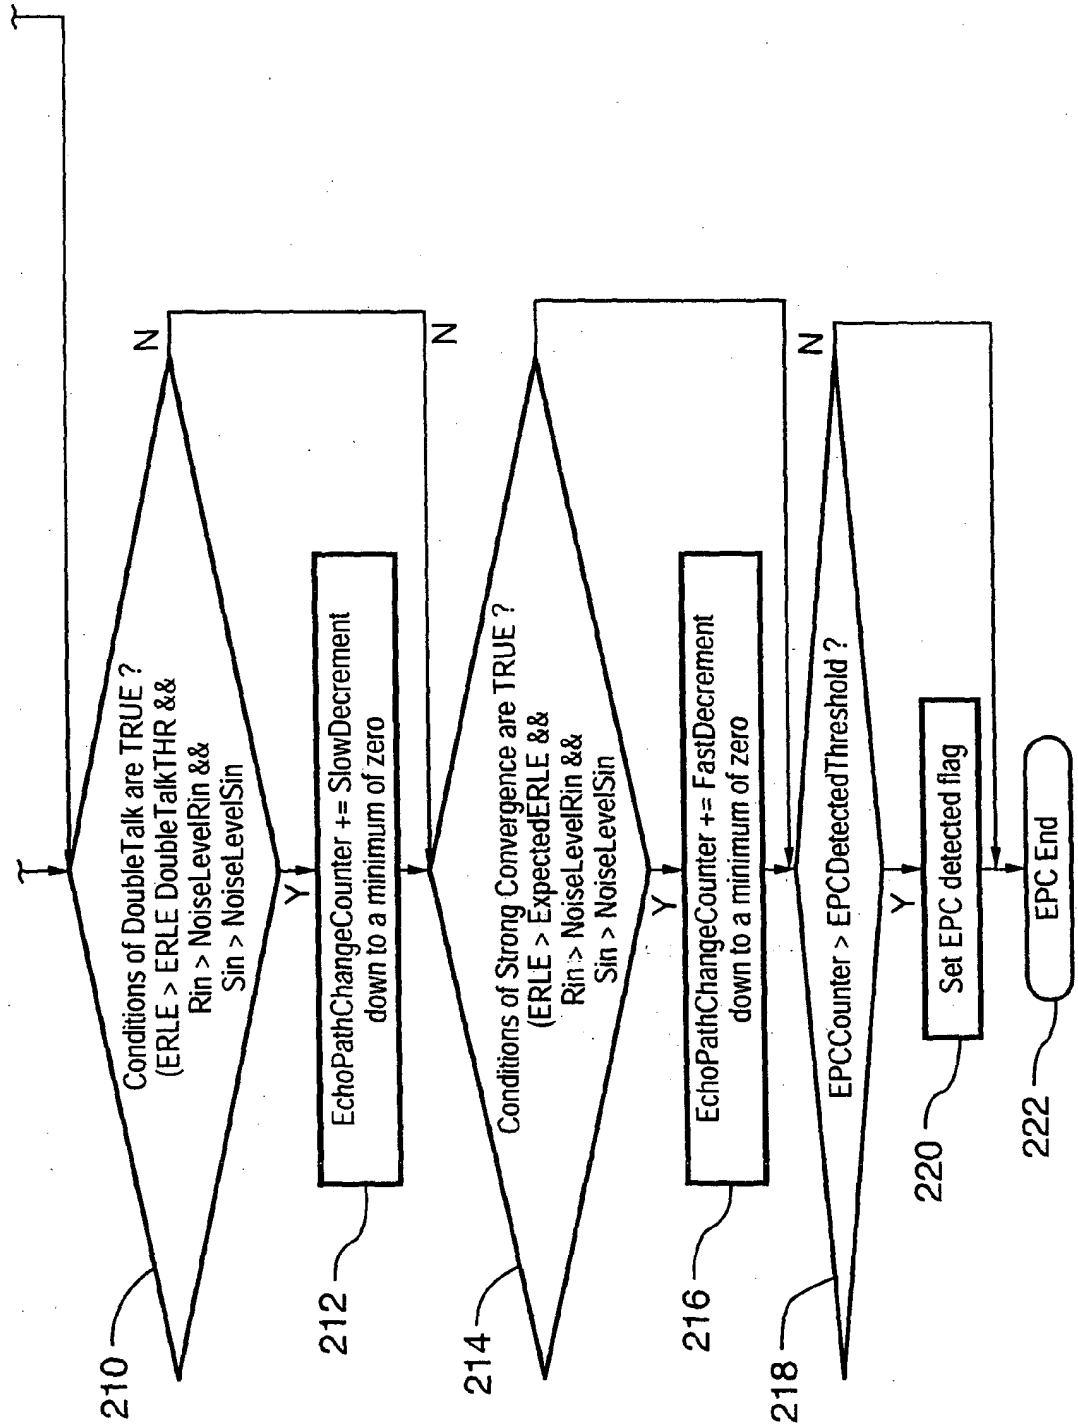 210
Conditions of DoubleTalk are TRUE ?
(ERLE > ERLE DoubleTalkTHR &&
Rin > NoiseLevelRin &&
Sin > NoiseLevelSin
N
Y
212
EchoPathChangeCounter += SlowDecrement
down to a minimum of zero
214
Conditions of Strong Convergence are TRUE ?
(ERLE > ExpectedERLE &&
Rin > NoiseLevelRin &&
Sin > NoiseLevelSin
N
Y
216
EchoPathChangeCounter += FastDecrement
down to a minimum of zero
218
EPCCounter > EPCDetectedThreshold ?
N
Y
220
Set EPC detected flag
222
EPC End